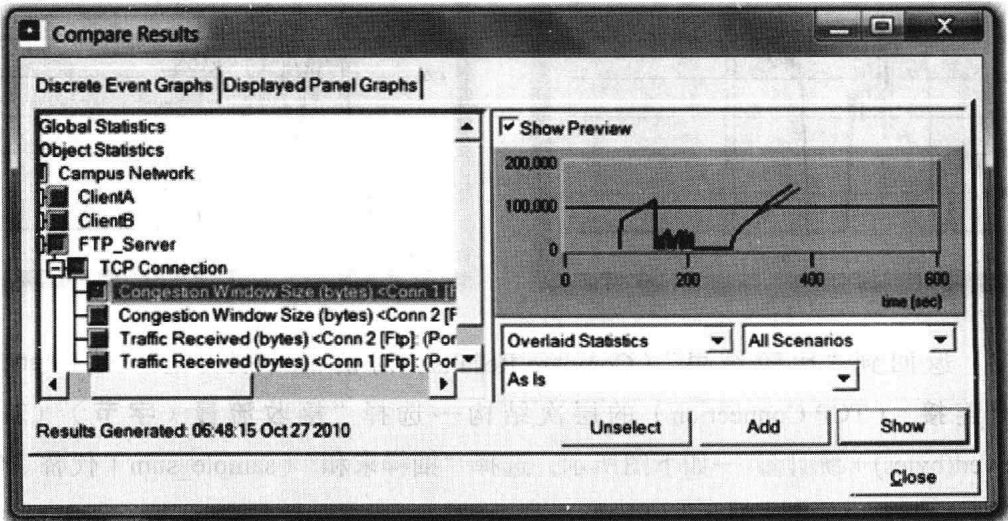 Compare Results
Discrete Event Graphs
Displayed Panel Graphs
Global Statistics
Object Statistics
Campus Network
ClientA
ClientB
FTP_Server
TCP Connection
Congestion Window Size (bytes) <Conn 1 [F
Congestion Window Size (bytes) <Conn 2 [F
Traffic Received (bytes) <Conn 2 [Ftp]: (Por
Traffic Received (bytes) <Conn 1 [Ftp]: (Por
Show Preview
200,000
100,000
0
0
200
400
600
time (sec)
Overlaid Statistics
All Scenarios
As Is
Results Generated: 06:48:15 Oct 27 2010
Unselect
Add
Show
Close